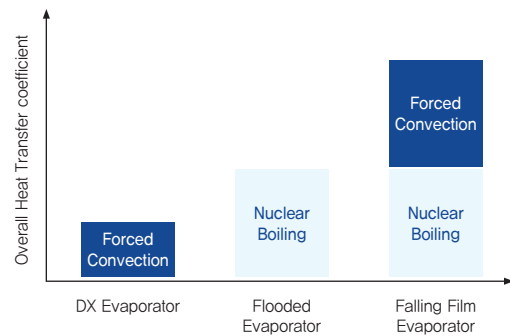 Overall Heat Transfer coefficient
Forced
Convection
Nuclear
Boiling
Forced
Convection
Nuclear
Boiling
DX Evaporator
Flooded
Evaporator
Falling Film
Evaporator